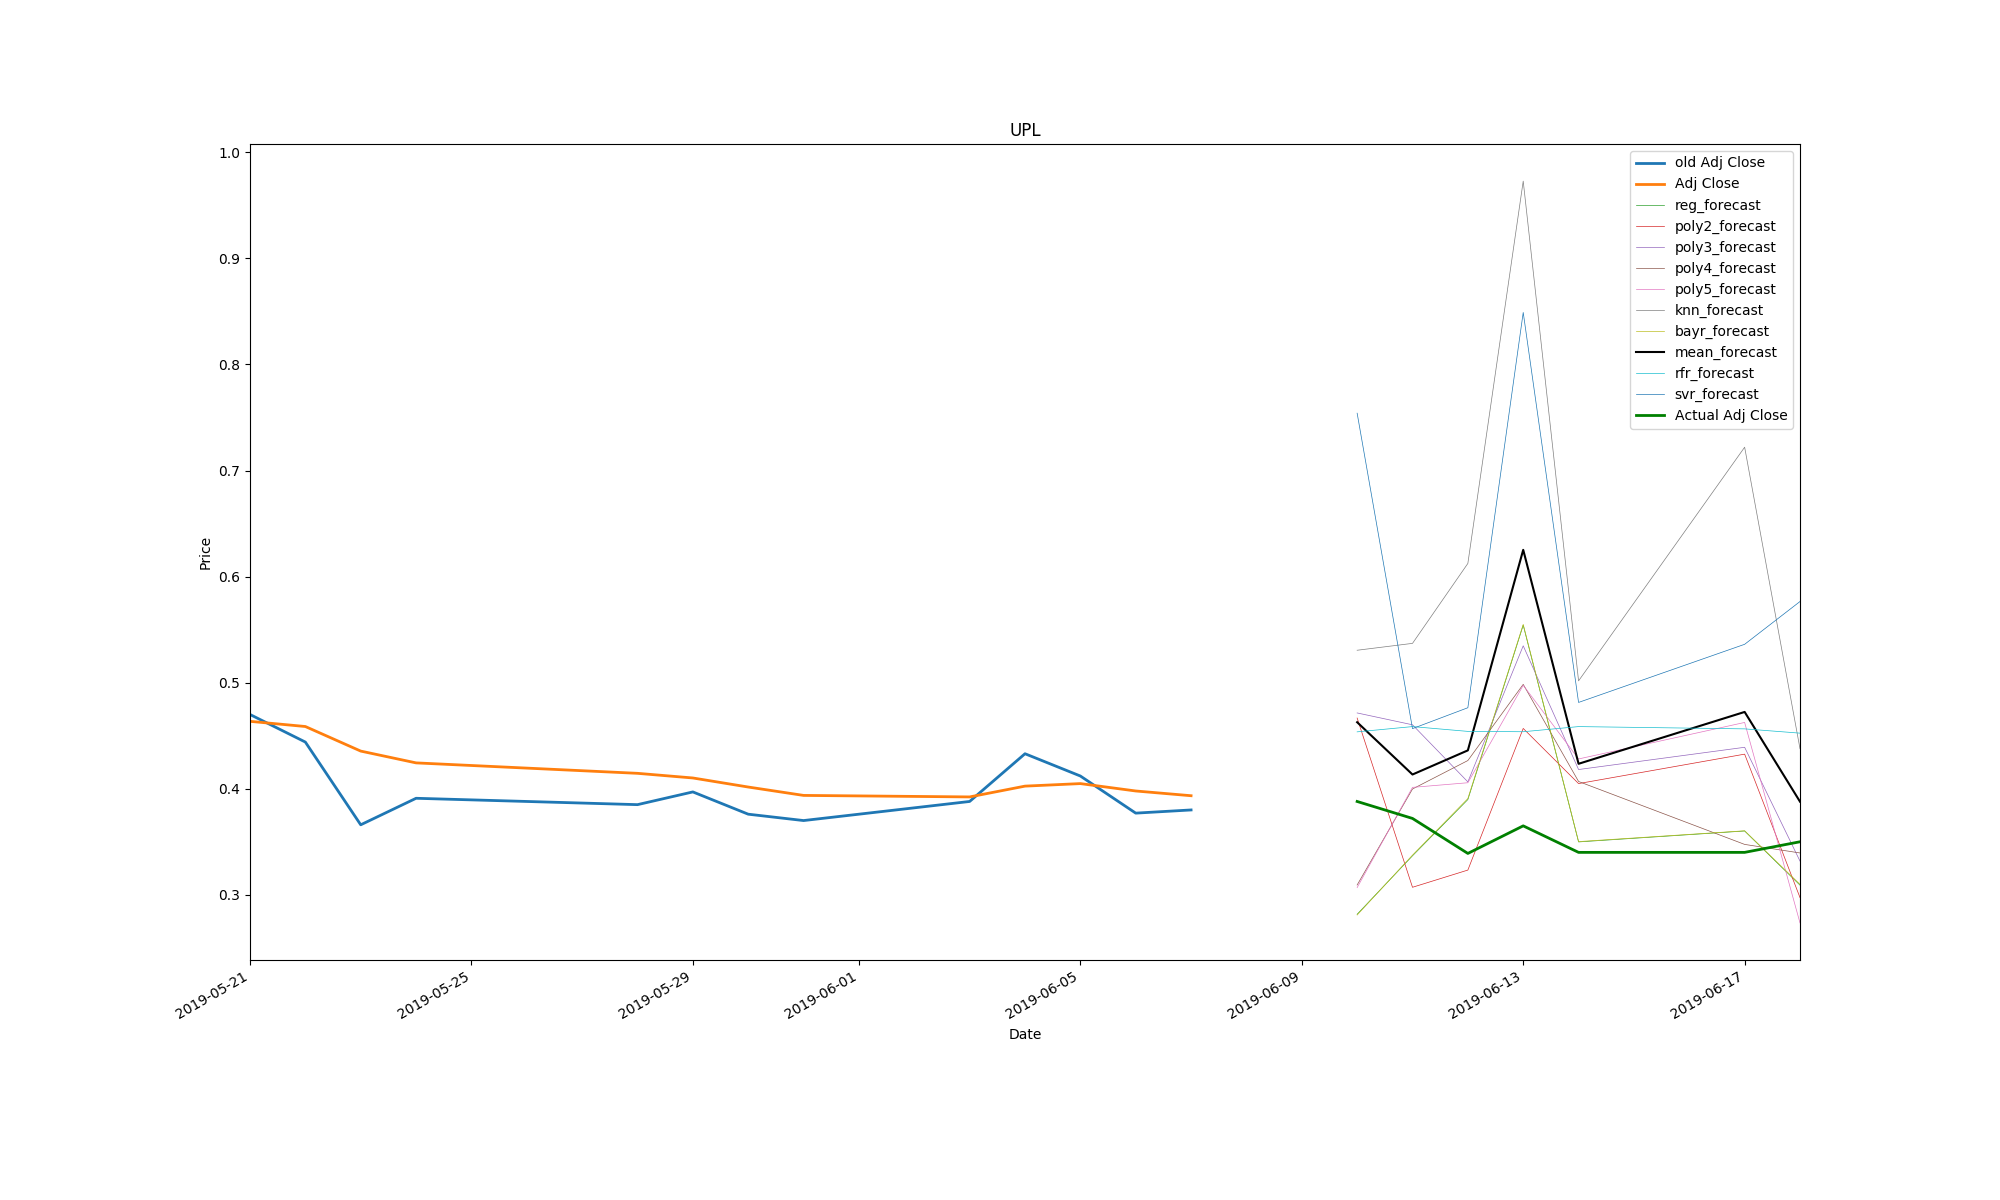 UPL
1.0
0.9
0.8
0.7
0.6
0.5
0.4
0.3
Price
old Adj Close
Adj Close
reg_forecast
poly2_forecast
poly3_forecast
poly4_forecast
poly5_forecast
knn_forecast
bayr_forecast
mean_forecast
rfr_forecast
svr_forecast
Actual Adj Close
2019-05-21
2019-05-25
2019-05-29
2019-06-01
2019-06-05
2019-06-09
2019-06-13
2019-06-17
Date